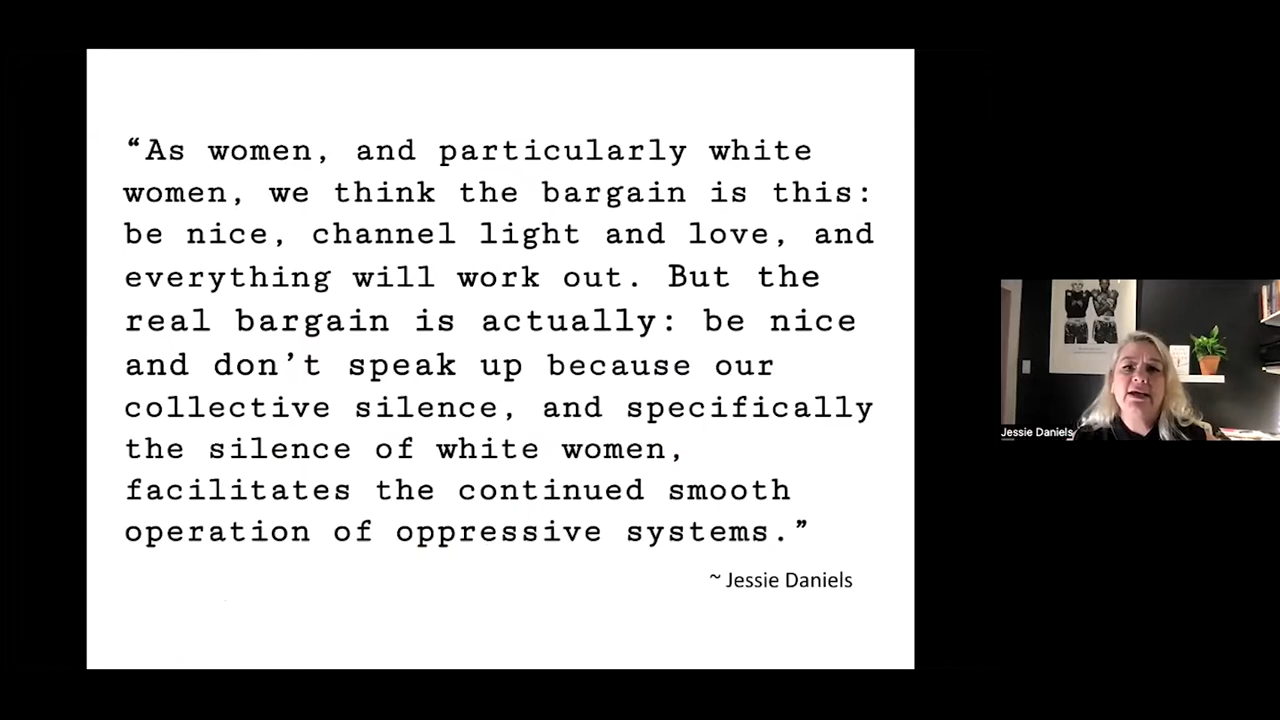 “As women, and particularly white
women, we think the bargain is this:
be nice, channel light and love, and
everything will work out. But the
real bargain is actually: be nice
and don’t speak up because our
collective silence, and specifically
the silence of white women,
facilitates the continued smooth
operation of oppressive systems.”
~ Jessie Daniels
Jessie Daniels